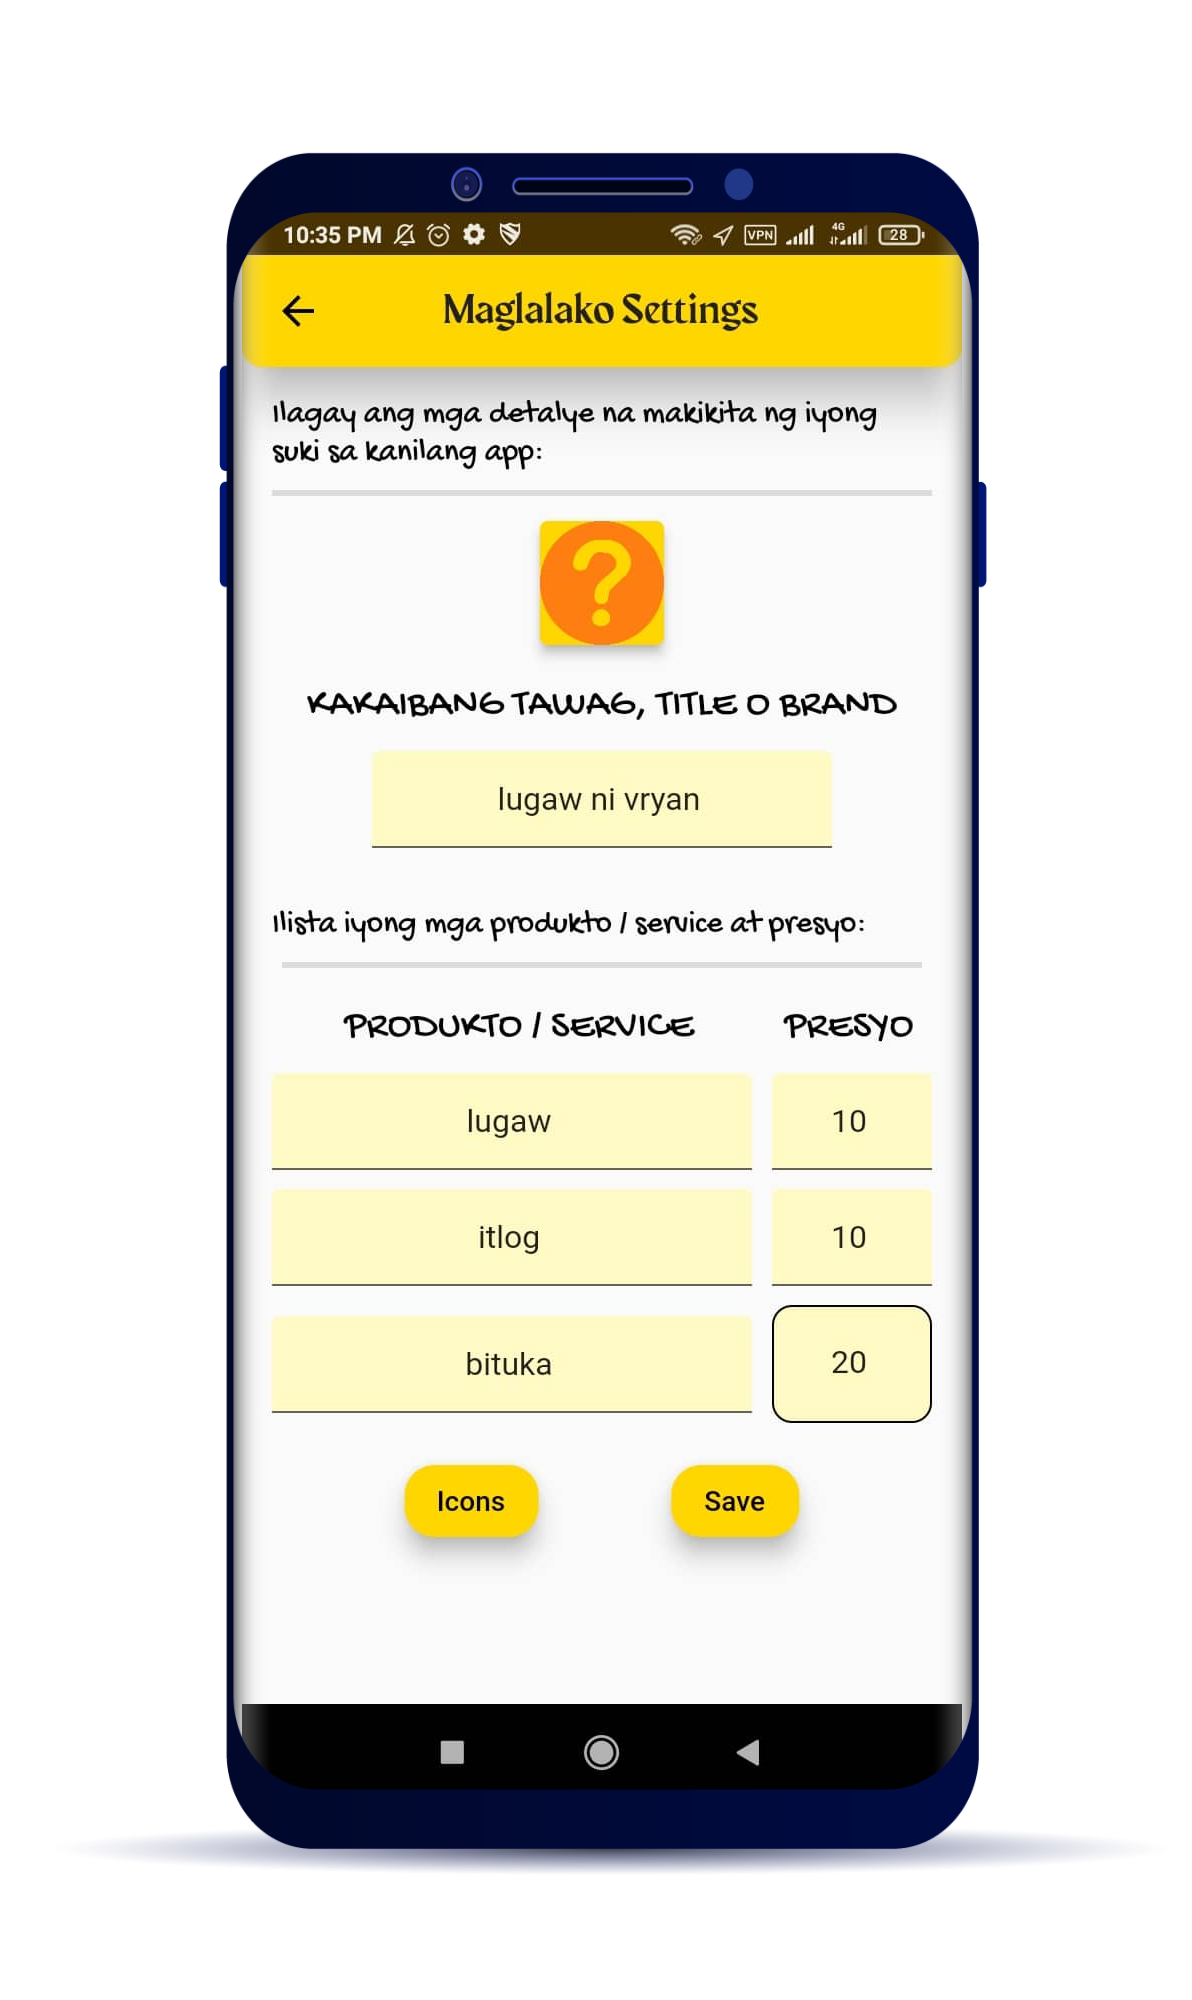 10:35 PM VPN 4G 28
Maglalako Settings
Ilagay ang mga detalye na makikita ng iyong
suki sa kanilang app:
?
KAKAIBANG TAWAG, TITLE O BRAND
lugaw ni vryan
Ilista iyong mga produkto / service at presyo:
PRODUKTO / SERVICE PRESYO
lugaw 10
itlog 10
bituka 20
Icons Save